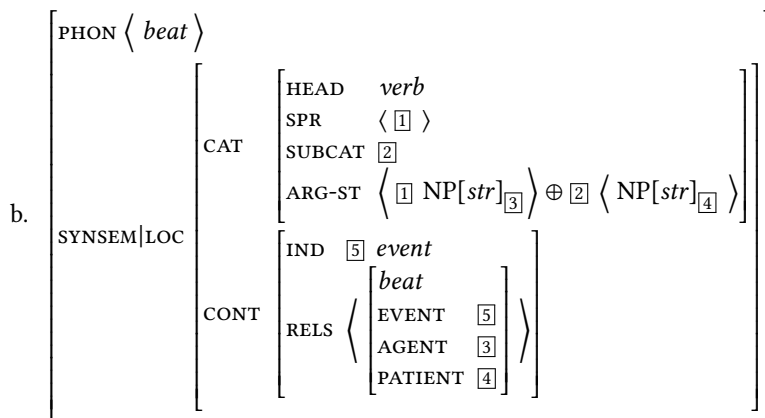 b.
PHON ⟨ beat ⟩
SYNSEM|LOC
CAT
HEAD verb
SPR ⟨ 1 ⟩
SUBCAT 2
ARG-ST ⟨ 1 NP[str]3 ⟩ ⊕ 2 ⟨ NP[str]4 ⟩
CONT
IND 5 event
RELS ⟨
beat
EVENT 5
AGENT 3
PATIENT 4
⟩